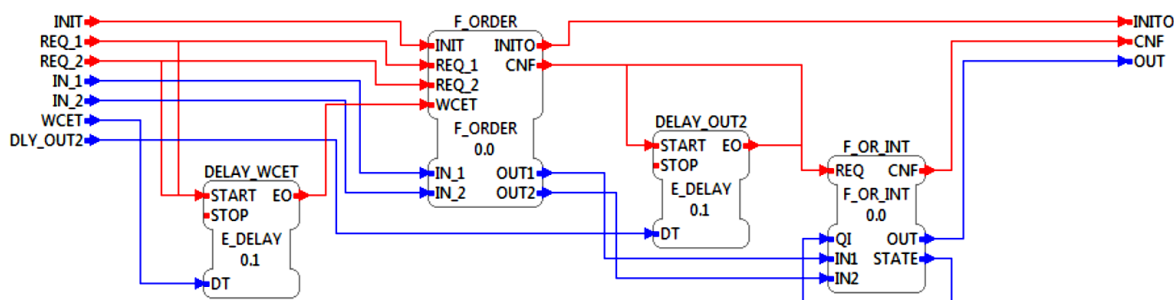 INIT
REQ_1
REQ_2
IN_1
IN_2
WCET
DLY_OUT2
DELAY_WCET
START EO
STOP
E_DELAY
0.1
DT
F_ORDER
INIT INITO
REQ_1 CNF
REQ_2
WCET
F_ORDER
0.0
IN_1 OUT1
IN_2 OUT2
DELAY_OUT2
START EO
STOP
E_DELAY
0.1
DT
F_OR_INT
REQ CNF
F_OR_INT
0.0
QI OUT
IN1 STATE
IN2
INITO
CNF
OUT